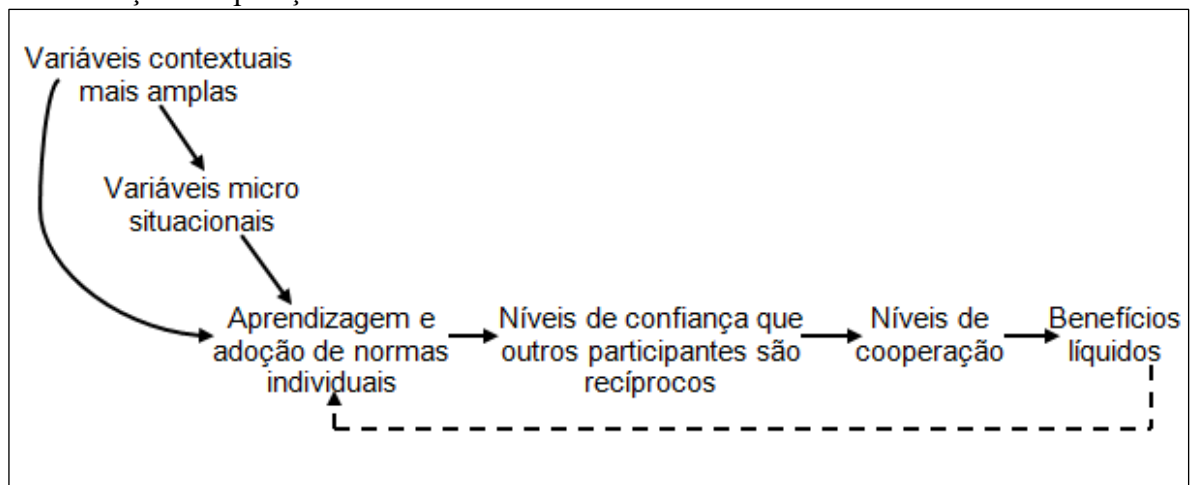 Variáveis contextuais
mais amplas
Variáveis micro
situacionais
Aprendizagem e
adoção de normas
individuais
Níveis de confiança que
outros participantes são
recíprocos
Níveis de
cooperação
Benefícios
líquidos